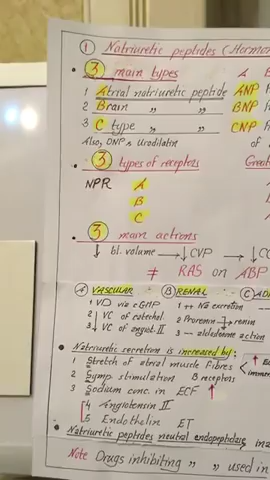 ① Natriuretic peptides (Hormon
• ③ main types A B
1 Atrial natriuretic peptide ANP
2 Brain " " BNP
3 C type " " CNP
Also, DNP & Urodilatin of
• ③ types of receptors Great
NPR A
B
C
• ③ main actions
↓ bl. volume → ↓ CVP → ↓ C
≠ RAS on ABP
Ⓐ VASCULAR: Ⓑ RENAL: Ⓒ AD
1 VD via cGMP 1 ++ Na excretion
2 ↓ VC of catechol. 2 Prorenin → renin
3 ↓ VC of angiot. II 3 — aldosterone action
• Natriuretic secretion is increased by:
1 Stretch of atrial muscle Fibres
2 Symp stimulation B receptors
3 Sodium conc. in ECF ↑
4 Angiotensin II
5 Endothelin ET
• Natriuretic peptides neutral endopeptidase
Note Drugs inhibiting " " used in